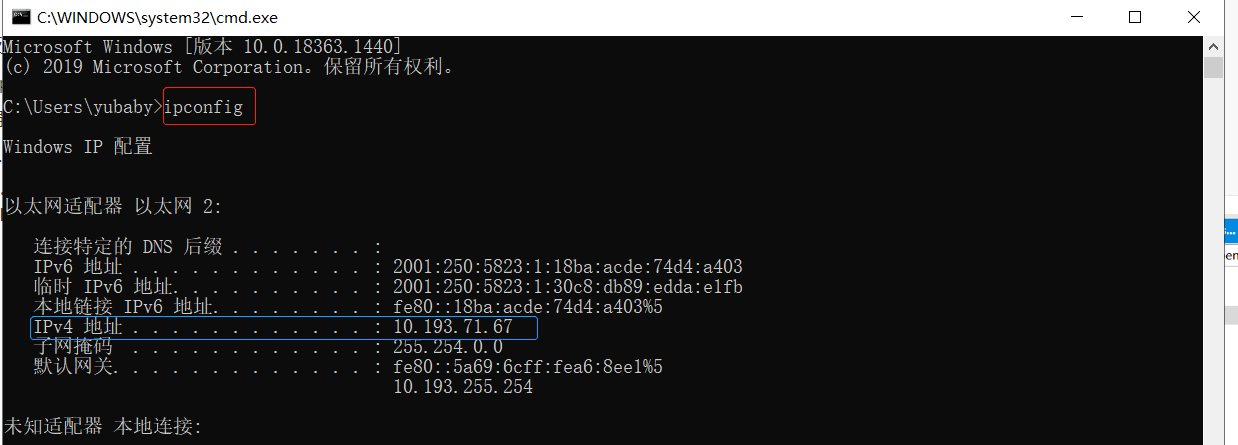 C:\WINDOWS\system32\cmd.exe
Microsoft Windows [版本 10.0.18363.1440]
(c) 2019 Microsoft Corporation。保留所有权利。
C:\Users\yubaby>ipconfig
Windows IP 配置
以太网适配器 以太网 2:
连接特定的 DNS 后缀 . . . . . . . :
IPv6 地址 . . . . . . . . . . . . : 2001:250:5823:1:18ba:acde:74d4:a403
临时 IPv6 地址. . . . . . . . . . : 2001:250:5823:1:30c8:db89:edda:e1fb
本地链接 IPv6 地址. . . . . . . . : fe80::18ba:acde:74d4:a403%5
IPv4 地址 . . . . . . . . . . . . : 10.193.71.67
子网掩码  . . . . . . . . . . . . : 255.254.0.0
默认网关. . . . . . . . . . . . . : fe80::5a69:6cff:fea6:8ee1%5
10.193.255.254
未知适配器 本地连接: